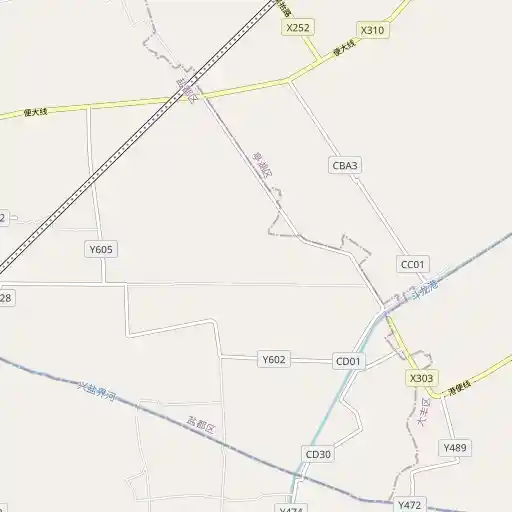 X252
X310
便大线
盐都区
便大线
亭湖区
CBA3
2
Y605
CC01
斗龙港
28
Y602
CD01
X303
兴盐界河
港便线
盐都区
大丰区
Y489
CD30
Y472
Y474